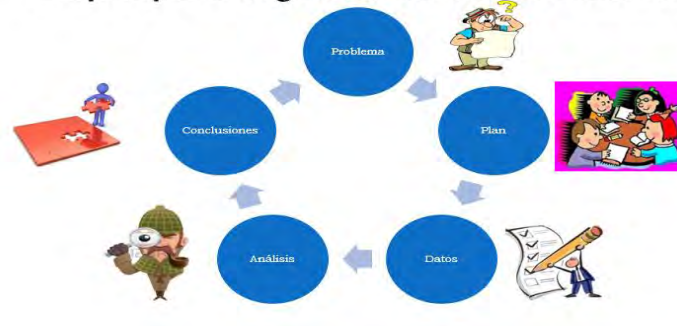 Problema
Plan
Datos
Análisis
Conclusiones